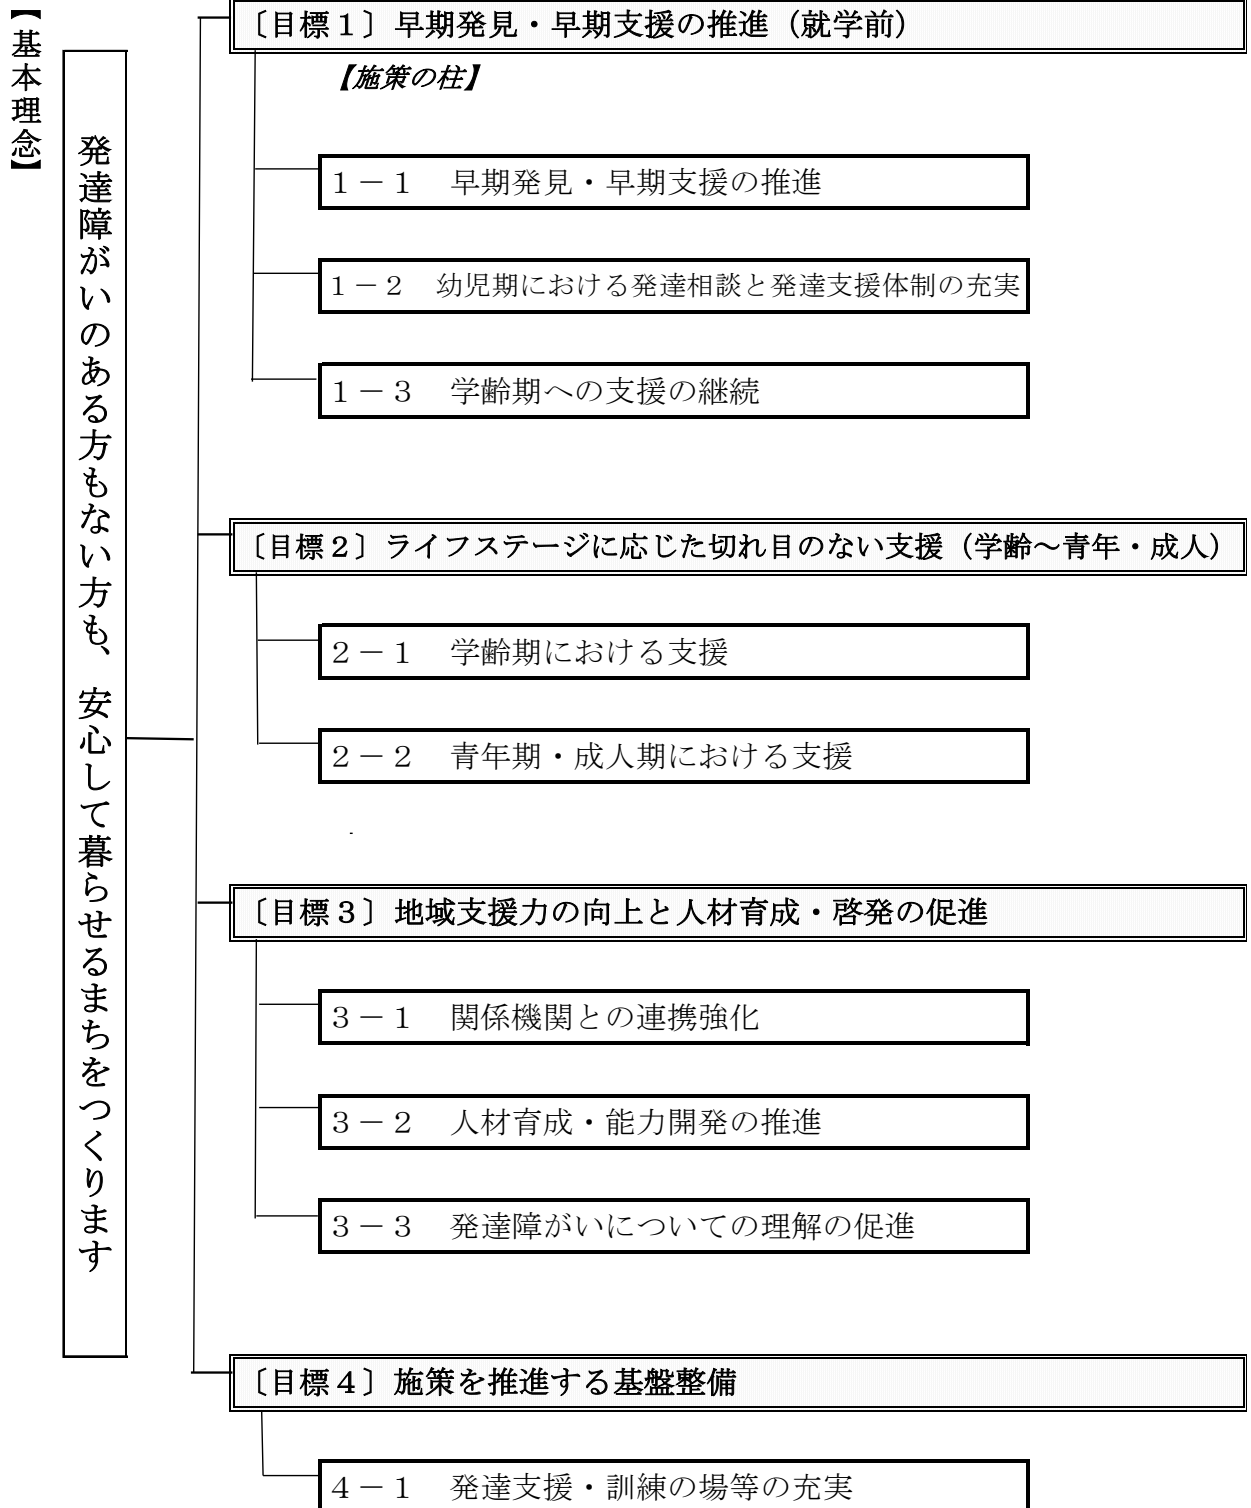 【基本理念】
発達障がいのある方もない方も、安心して暮らせるまちをつくります
〔目標１〕早期発見・早期支援の推進（就学前）
【施策の柱】
１－１　早期発見・早期支援の推進
１－２　幼児期における発達相談と発達支援体制の充実
１－３　学齢期への支援の継続
〔目標２〕ライフステージに応じた切れ目のない支援（学齢～青年・成人）
２－１　学齢期における支援
２－２　青年期・成人期における支援
〔目標３〕地域支援力の向上と人材育成・啓発の促進
３－１　関係機関との連携強化
３－２　人材育成・能力開発の推進
３－３　発達障がいについての理解の促進
〔目標４〕施策を推進する基盤整備
４－１　発達支援・訓練の場等の充実